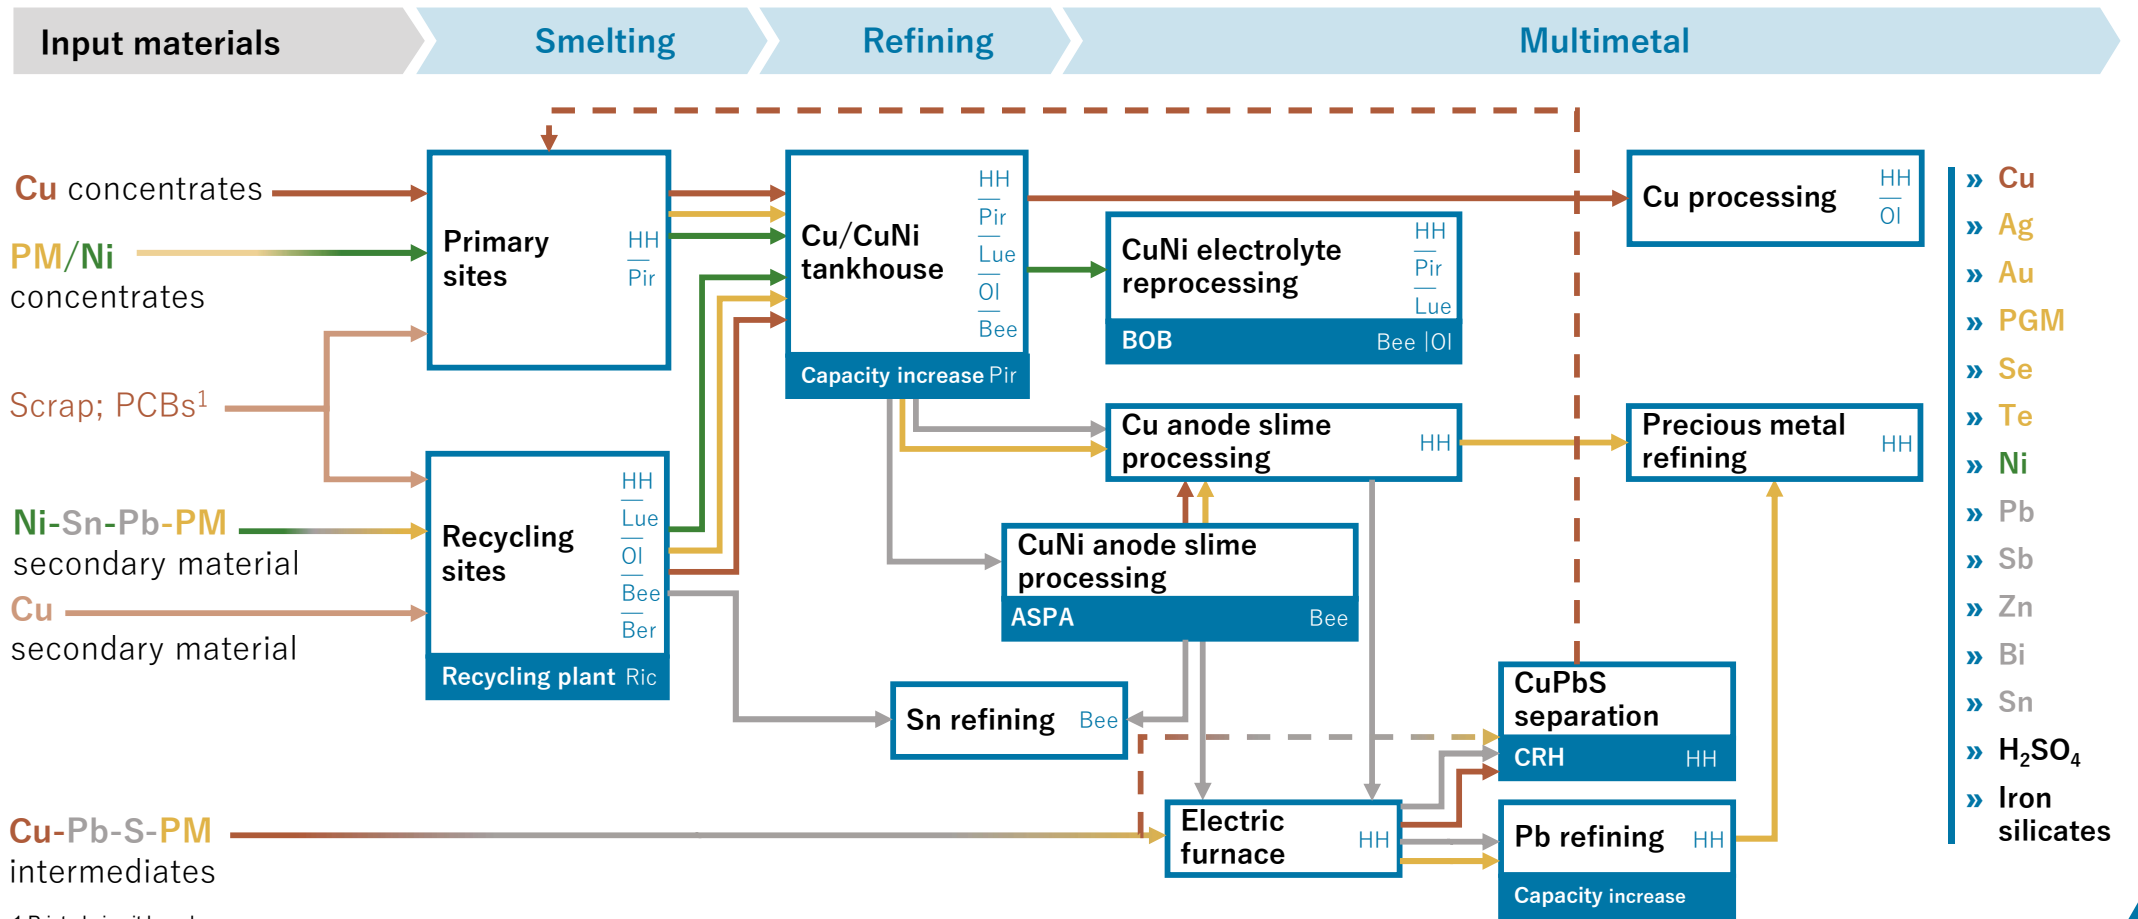 Input materials
Smelting
Refining
Multimetal
Cu concentrates
PM/Ni
concentrates
Scrap; PCBs1
Ni-Sn-Pb-PM
secondary material
Cu
secondary material
Cu-Pb-S-PM
intermediates
Primary
sites
HH
Pir
Recycling
sites
HH
Lue
Ol
Bee
Ber
Recycling plant Ric
Cu/CuNi
tankhouse
HH
Pir
Lue
Ol
Bee
Capacity increase Pir
CuNi electrolyte
reprocessing
HH
Pir
Lue
BOB Bee |Ol
Cu anode slime
processing
HH
CuNi anode slime
processing
ASPA Bee
Sn refining Bee
Electric
furnace
HH
Cu processing
HH
Ol
Precious metal
refining
HH
CuPbS
separation
CRH HH
Pb refining HH
Capacity increase
» Cu
» Ag
» Au
» PGM
» Se
» Te
» Ni
» Pb
» Sb
» Zn
» Bi
» Sn
» H2SO4
» Iron
silicates